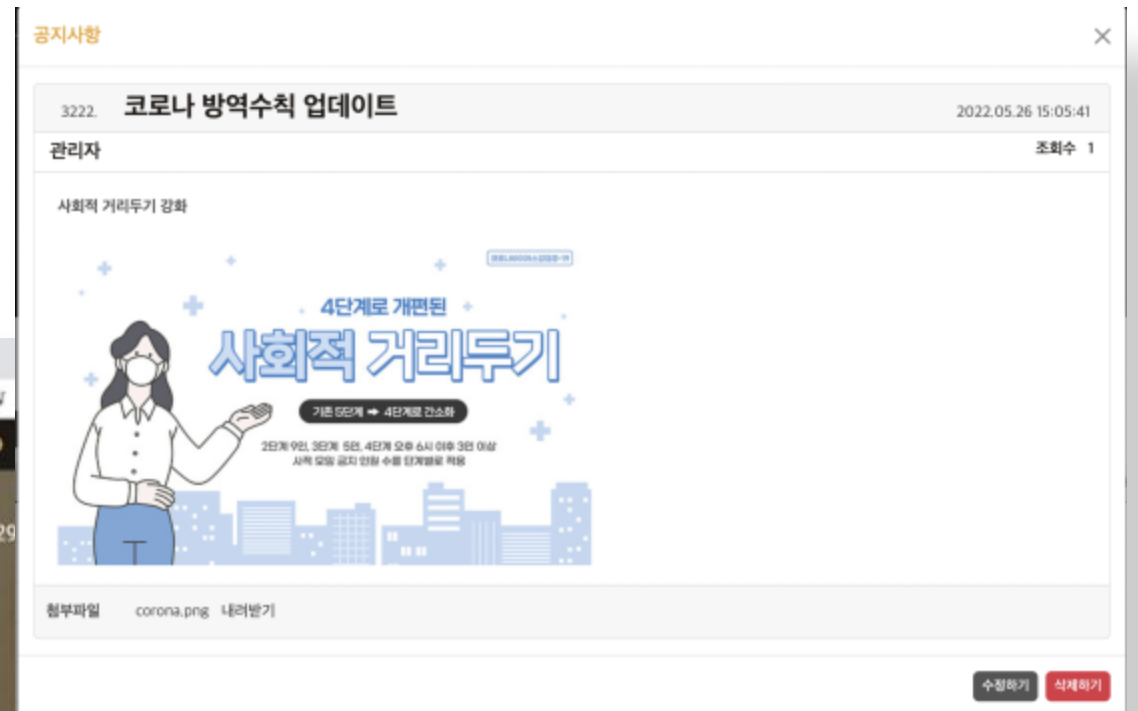 공지사항
3222. 코로나 방역수칙 업데이트 2022.05.26 15:05:41
관리자 조회수 1
사회적 거리두기 강화
4단계로 개편된
사회적 거리두기
기존 5단계 ➡ 4단계로 간소화
2단계 9인, 3단계 5인, 4단계 오후 6시 이후 3인 이상
사적 모임 금지 인원 수를 단계별로 적용
첨부파일 corona.png 내려받기
수정하기 삭제하기
29